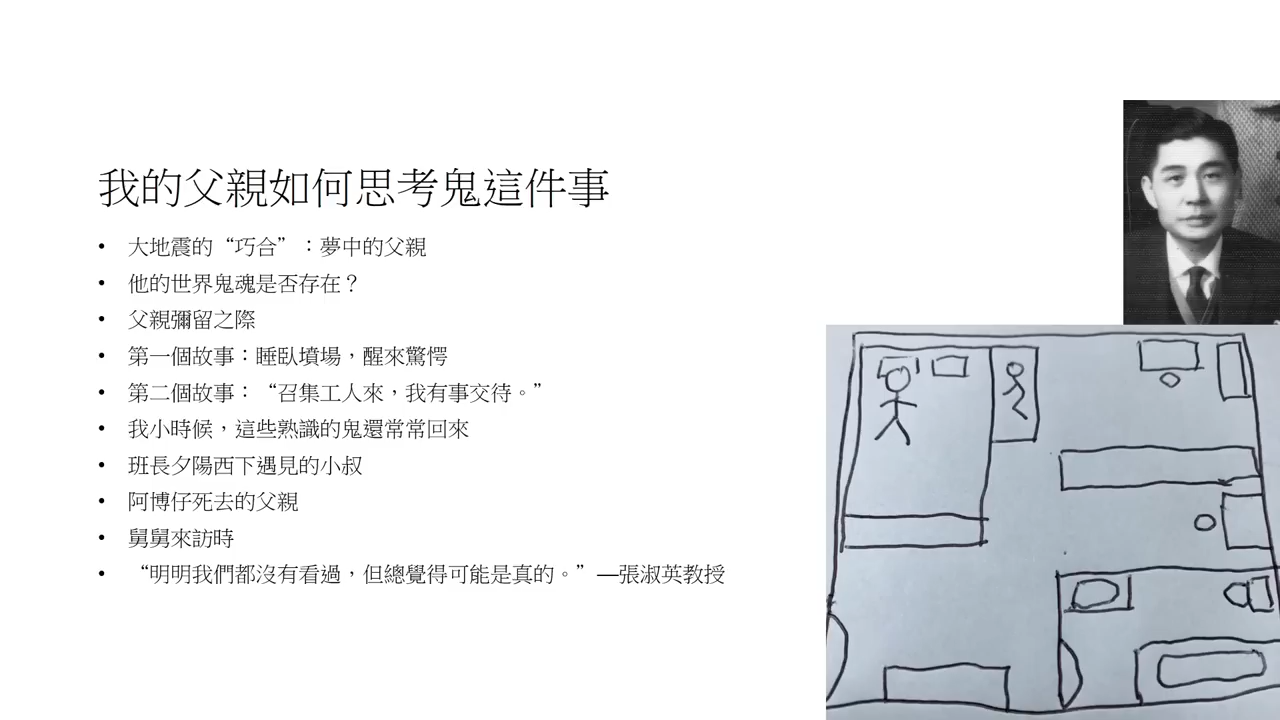 我的父親如何思考鬼這件事
• 大地震的“巧合”：夢中的父親
• 他的世界鬼魂是否存在？
• 父親彌留之際
• 第一個故事：睡臥墳場，醒來驚愕
• 第二個故事：“召集工人來，我有事交待。”
• 我小時候，這些熟識的鬼還常常回來
• 班長夕陽西下遇見的小叔
• 阿博仔死去的父親
• 舅舅來訪時
• “明明我們都沒有看過，但總覺得可能是真的。”—張淑英教授